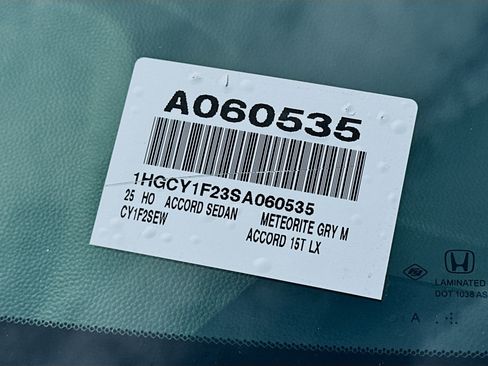 A060535
1HGCY1F23SA060535
25 HO ACCORD SEDAN METEORITE GRY M
CY1F2SEW ACCORD 15T LX
LAMINATED
DOT 1038 AS
A